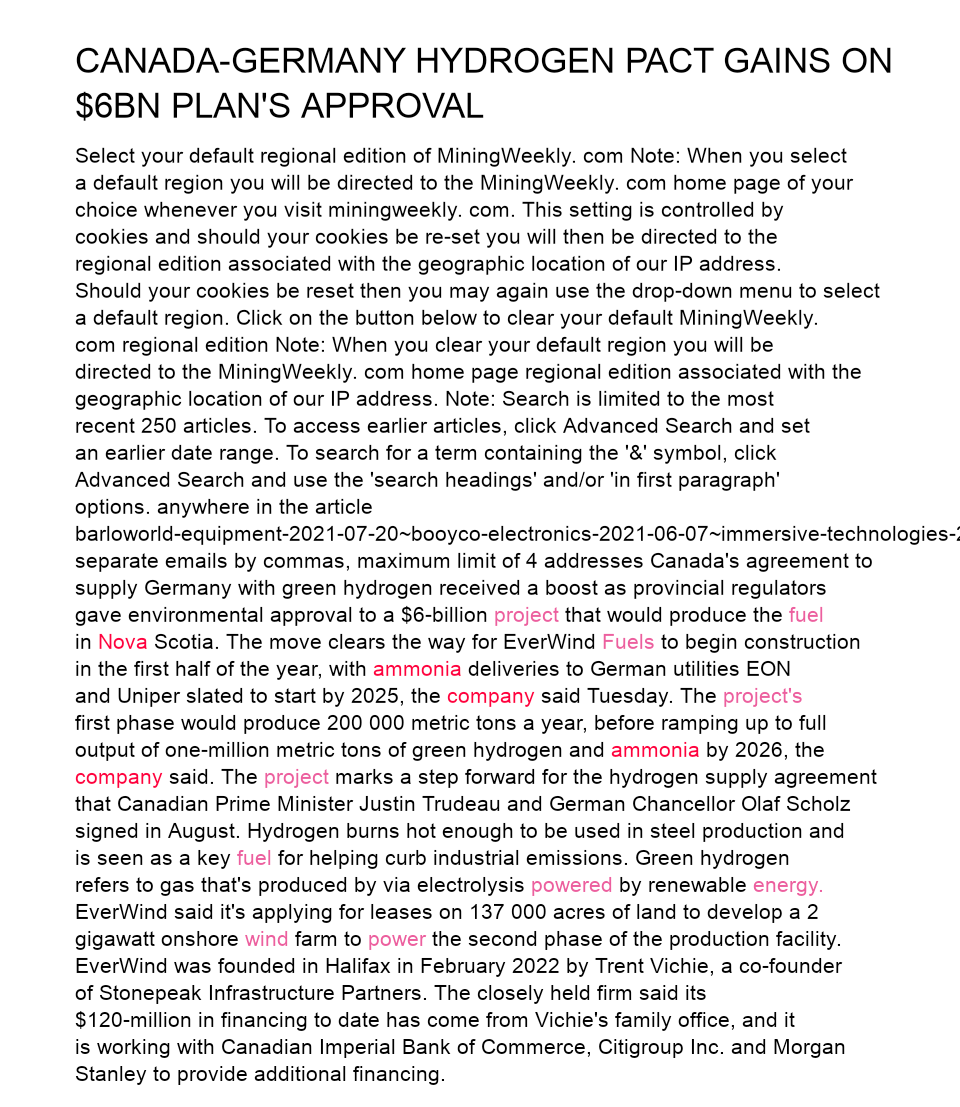 CANADA-GERMANY HYDROGEN PACT GAINS ON
$6BN PLAN'S APPROVAL
Select your default regional edition of MiningWeekly. com Note: When you select
a default region you will be directed to the MiningWeekly. com home page of your
choice whenever you visit miningweekly. com. This setting is controlled by
cookies and should your cookies be re-set you will then be directed to the
regional edition associated with the geographic location of our IP address.
Should your cookies be reset then you may again use the drop-down menu to select
a default region. Click on the button below to clear your default MiningWeekly.
com regional edition Note: When you clear your default region you will be
directed to the MiningWeekly. com home page regional edition associated with the
geographic location of our IP address. Note: Search is limited to the most
recent 250 articles. To access earlier articles, click Advanced Search and set
an earlier date range. To search for a term containing the '&' symbol, click
Advanced Search and use the 'search headings' and/or 'in first paragraph'
options. anywhere in the article
barloworld-equipment-2021-07-20~booyco-electronics-2021-06-07~immersive-technologies-2
separate emails by commas, maximum limit of 4 addresses Canada's agreement to
supply Germany with green hydrogen received a boost as provincial regulators
gave environmental approval to a $6-billion project that would produce the fuel
in Nova Scotia. The move clears the way for EverWind Fuels to begin construction
in the first half of the year, with ammonia deliveries to German utilities EON
and Uniper slated to start by 2025, the company said Tuesday. The project's
first phase would produce 200 000 metric tons a year, before ramping up to full
output of one-million metric tons of green hydrogen and ammonia by 2026, the
company said. The project marks a step forward for the hydrogen supply agreement
that Canadian Prime Minister Justin Trudeau and German Chancellor Olaf Scholz
signed in August. Hydrogen burns hot enough to be used in steel production and
is seen as a key fuel for helping curb industrial emissions. Green hydrogen
refers to gas that's produced by via electrolysis powered by renewable energy.
EverWind said it's applying for leases on 137 000 acres of land to develop a 2
gigawatt onshore wind farm to power the second phase of the production facility.
EverWind was founded in Halifax in February 2022 by Trent Vichie, a co-founder
of Stonepeak Infrastructure Partners. The closely held firm said its
$120-million in financing to date has come from Vichie's family office, and it
is working with Canadian Imperial Bank of Commerce, Citigroup Inc. and Morgan
Stanley to provide additional financing.